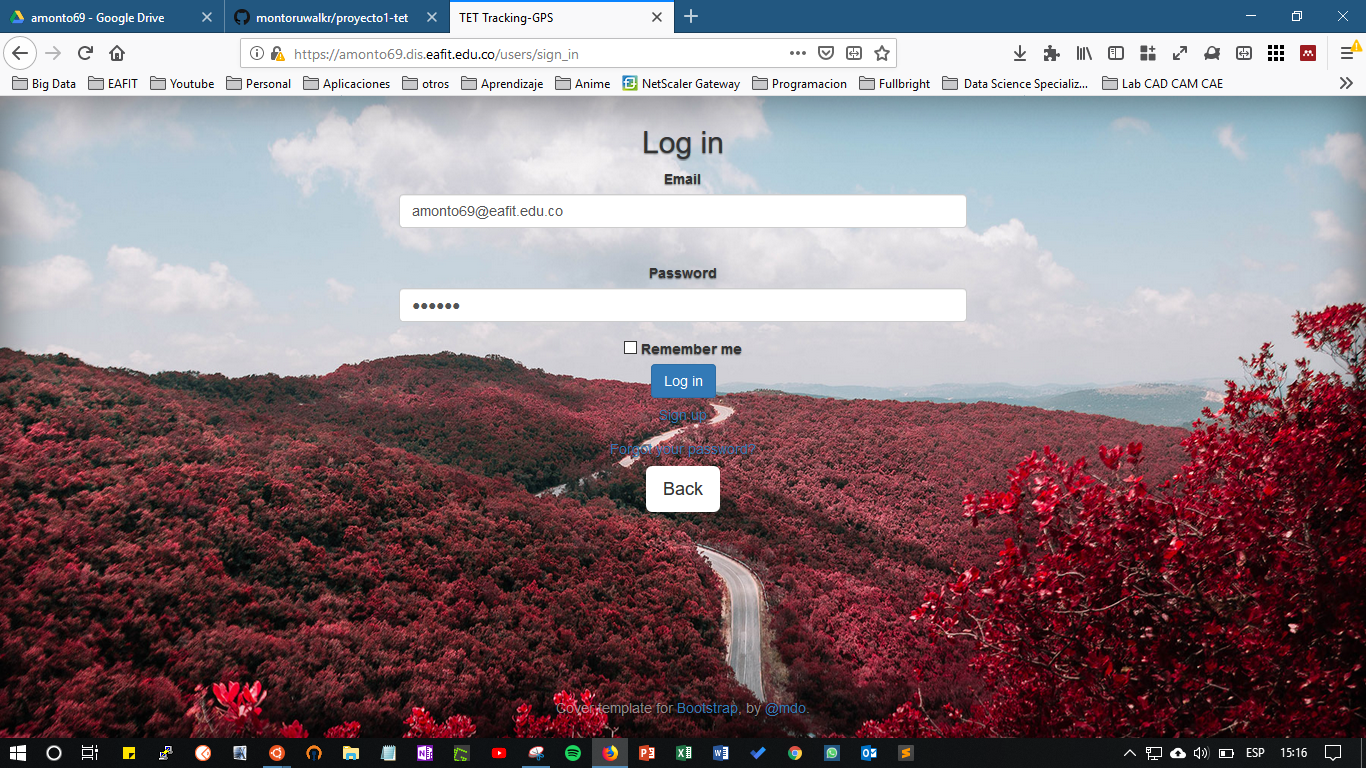 amonto69 - Google Drive
montoruwalkr/proyecto1-tet
TET Tracking-GPS
https://amonto69.dis.eafit.edu.co/users/sign_in
Big Data EAFIT Youtube Personal Aplicaciones otros Aprendizaje Anime NetScaler Gateway Programacion Fullbright Data Science Specializ... Lab CAD CAM CAE
Log in
Email
amonto69@eafit.edu.co
Password
Remember me
Log in
Sign up
Forgot your password?
Back
Cover template for Bootstrap, by @mdo.
ESP 15:16